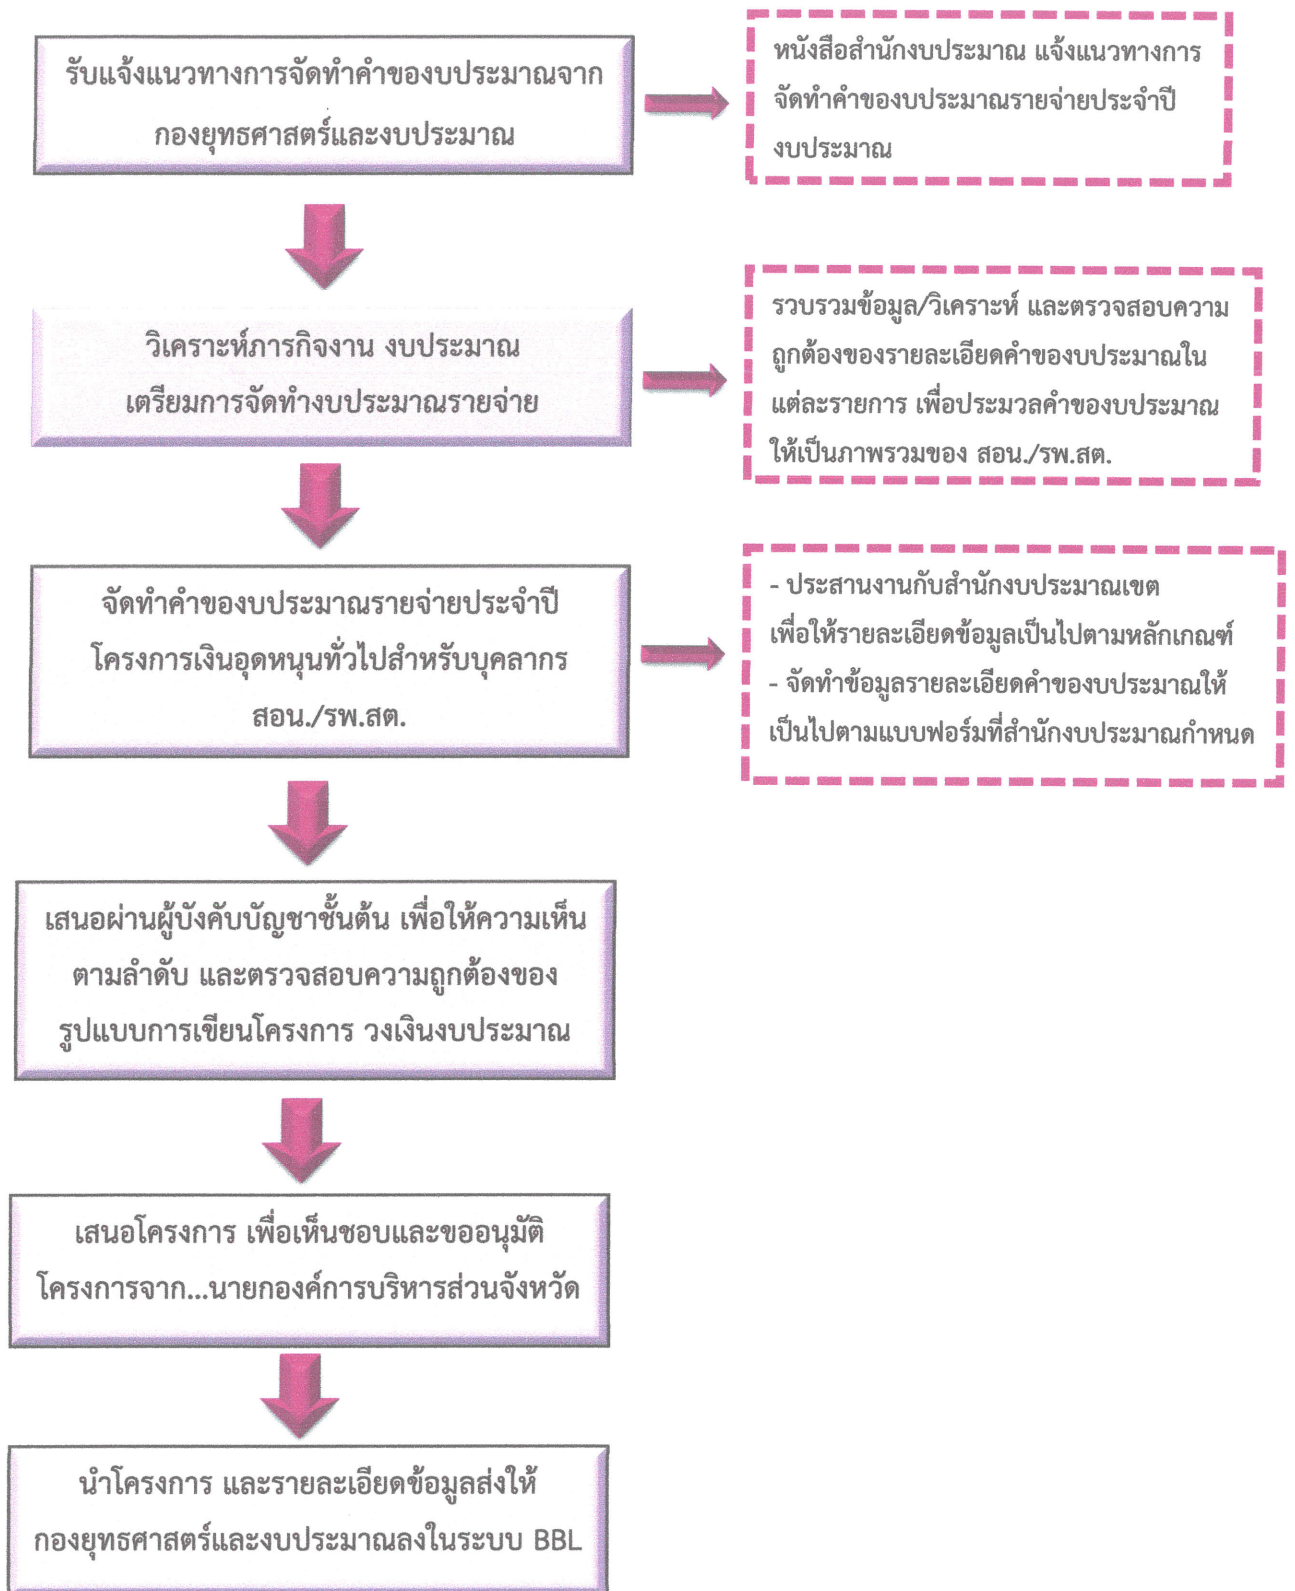 รับแจ้งแนวทางการจัดทำคำของบประมาณจาก
กองยุทธศาสตร์และงบประมาณ
หนังสือสำนักงบประมาณ แจ้งแนวทางการ
จัดทำคำของบประมาณรายจ่ายประจำปี
งบประมาณ
วิเคราะห์ภารกิจงาน งบประมาณ
เตรียมการจัดทำงบประมาณรายจ่าย
รวบรวมข้อมูล/วิเคราะห์ และตรวจสอบความ
ถูกต้องของรายละเอียดคำของบประมาณใน
แต่ละรายการ เพื่อประมวลคำของบประมาณ
ให้เป็นภาพรวมของ สอน./รพ.สต.
จัดทำคำของบประมาณรายจ่ายประจำปี
โครงการเงินอุดหนุนทั่วไปสำหรับบุคลากร
สอน./รพ.สต.
- ประสานงานกับสำนักงบประมาณเขต
เพื่อให้รายละเอียดข้อมูลเป็นไปตามหลักเกณฑ์
- จัดทำข้อมูลรายละเอียดคำของบประมาณให้
เป็นไปตามแบบฟอร์มที่สำนักงบประมาณกำหนด
เสนอผ่านผู้บังคับบัญชาชั้นต้น เพื่อให้ความเห็น
ตามลำดับ และตรวจสอบความถูกต้องของ
รูปแบบการเขียนโครงการ วงเงินงบประมาณ
เสนอโครงการ เพื่อเห็นชอบและขออนุมัติ
โครงการจาก...นายกองค์การบริหารส่วนจังหวัด
นำโครงการ และรายละเอียดข้อมูลส่งให้
กองยุทธศาสตร์และงบประมาณลงในระบบ BBL